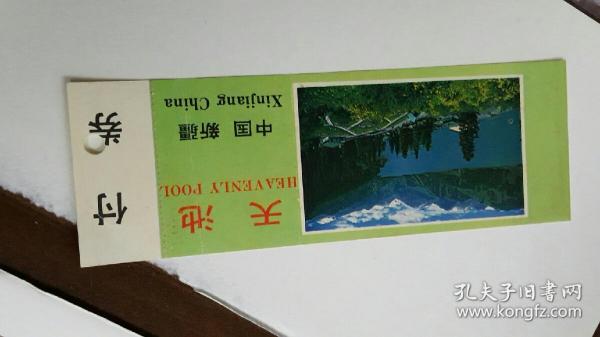 天池
HEAVENLY POOL
中国 新疆
Xinjiang China
付券
孔夫子旧书网
www.kongfz.com